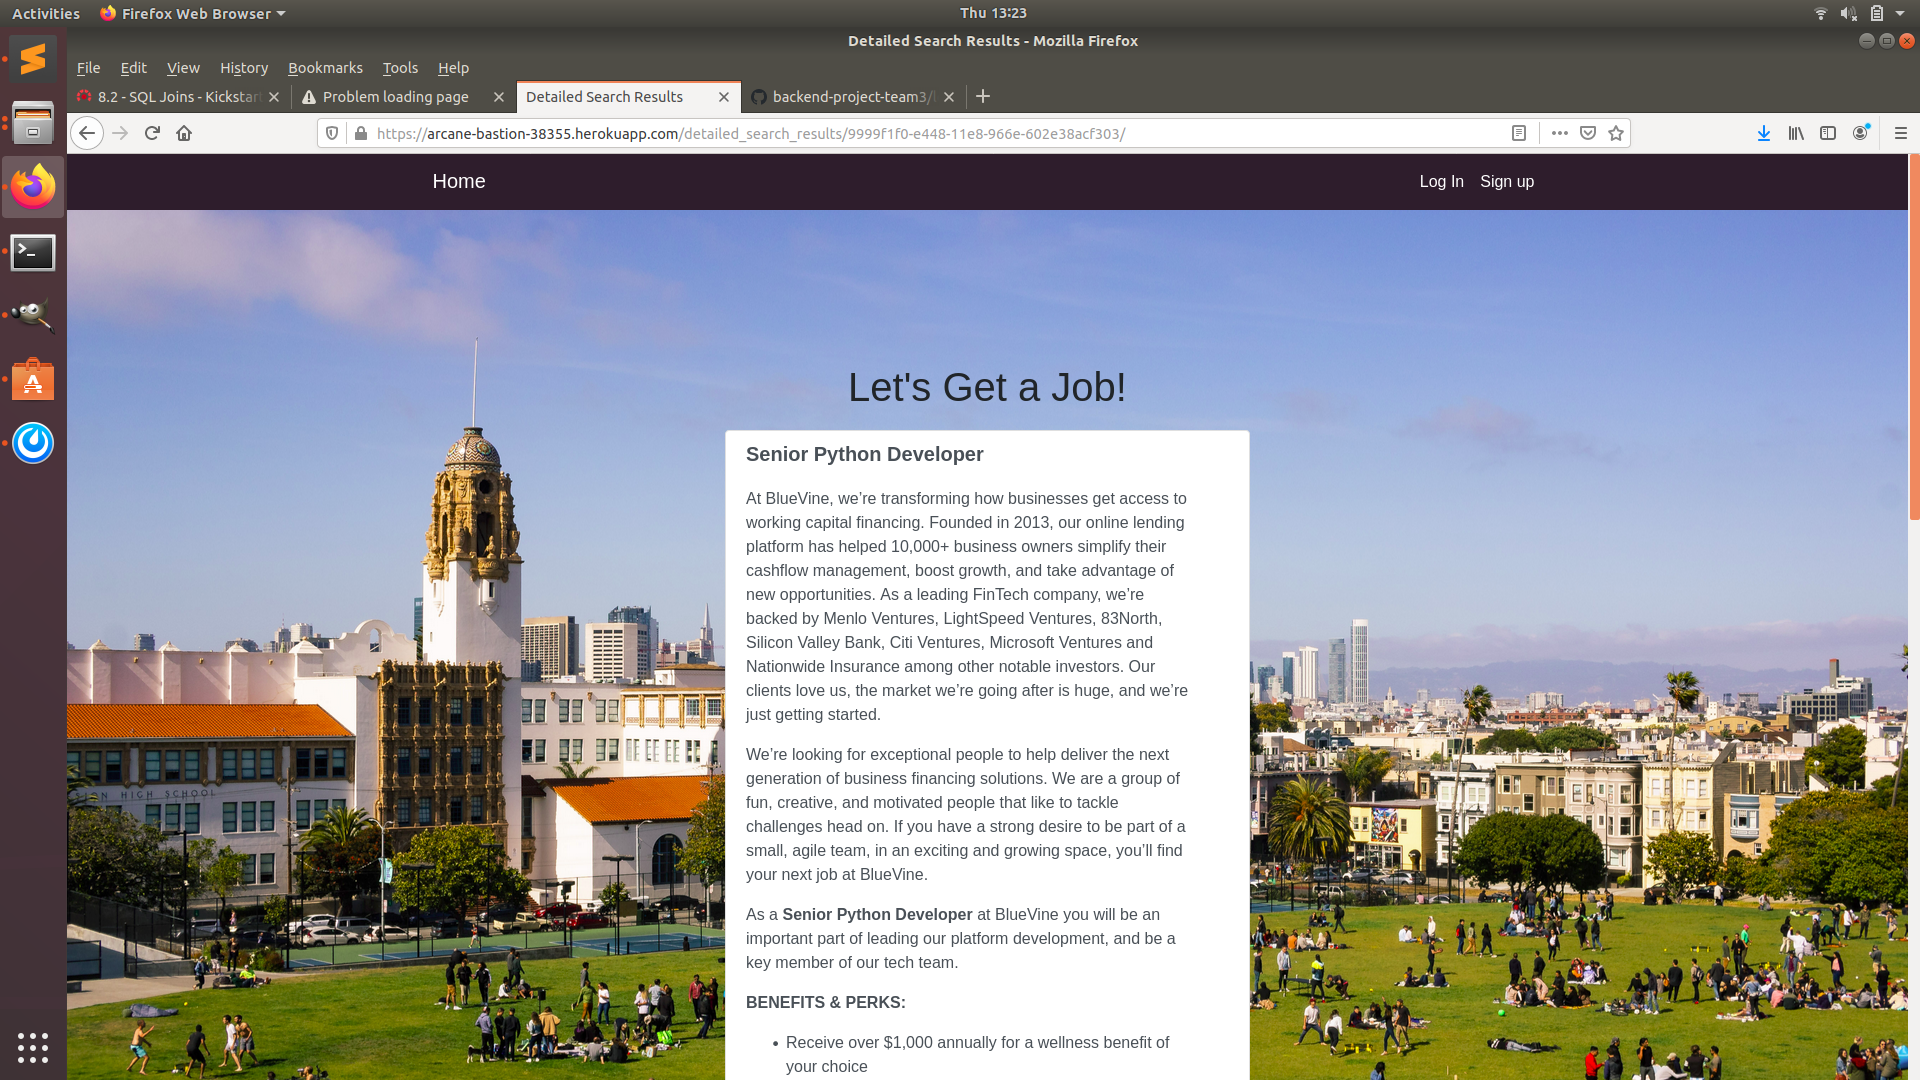 Activities
Firefox Web Browser
Thu 13:23
Detailed Search Results - Mozilla Firefox
File Edit View History Bookmarks Tools Help
8.2 - SQL Joins - Kickstart
Problem loading page
Detailed Search Results
backend-project-team3/
https://arcane-bastion-38355.herokuapp.com/detailed_search_results/9999f1f0-e448-11e8-966e-602e38acf303/
Home
Log In
Sign up
Let's Get a Job!
Senior Python Developer
At BlueVine, we’re transforming how businesses get access to
working capital financing. Founded in 2013, our online lending
platform has helped 10,000+ business owners simplify their
cashflow management, boost growth, and take advantage of
new opportunities. As a leading FinTech company, we’re
backed by Menlo Ventures, LightSpeed Ventures, 83North,
Silicon Valley Bank, Citi Ventures, Microsoft Ventures and
Nationwide Insurance among other notable investors. Our
clients love us, the market we’re going after is huge, and we’re
just getting started.
We’re looking for exceptional people to help deliver the next
generation of business financing solutions. We are a group of
fun, creative, and motivated people that like to tackle
challenges head on. If you have a strong desire to be part of a
small, agile team, in an exciting and growing space, you’ll find
your next job at BlueVine.
As a Senior Python Developer at BlueVine you will be an
important part of leading our platform development, and be a
key member of our tech team.
BENEFITS & PERKS:
• Receive over $1,000 annually for a wellness benefit of
your choice
SION HIGH SCHOOL